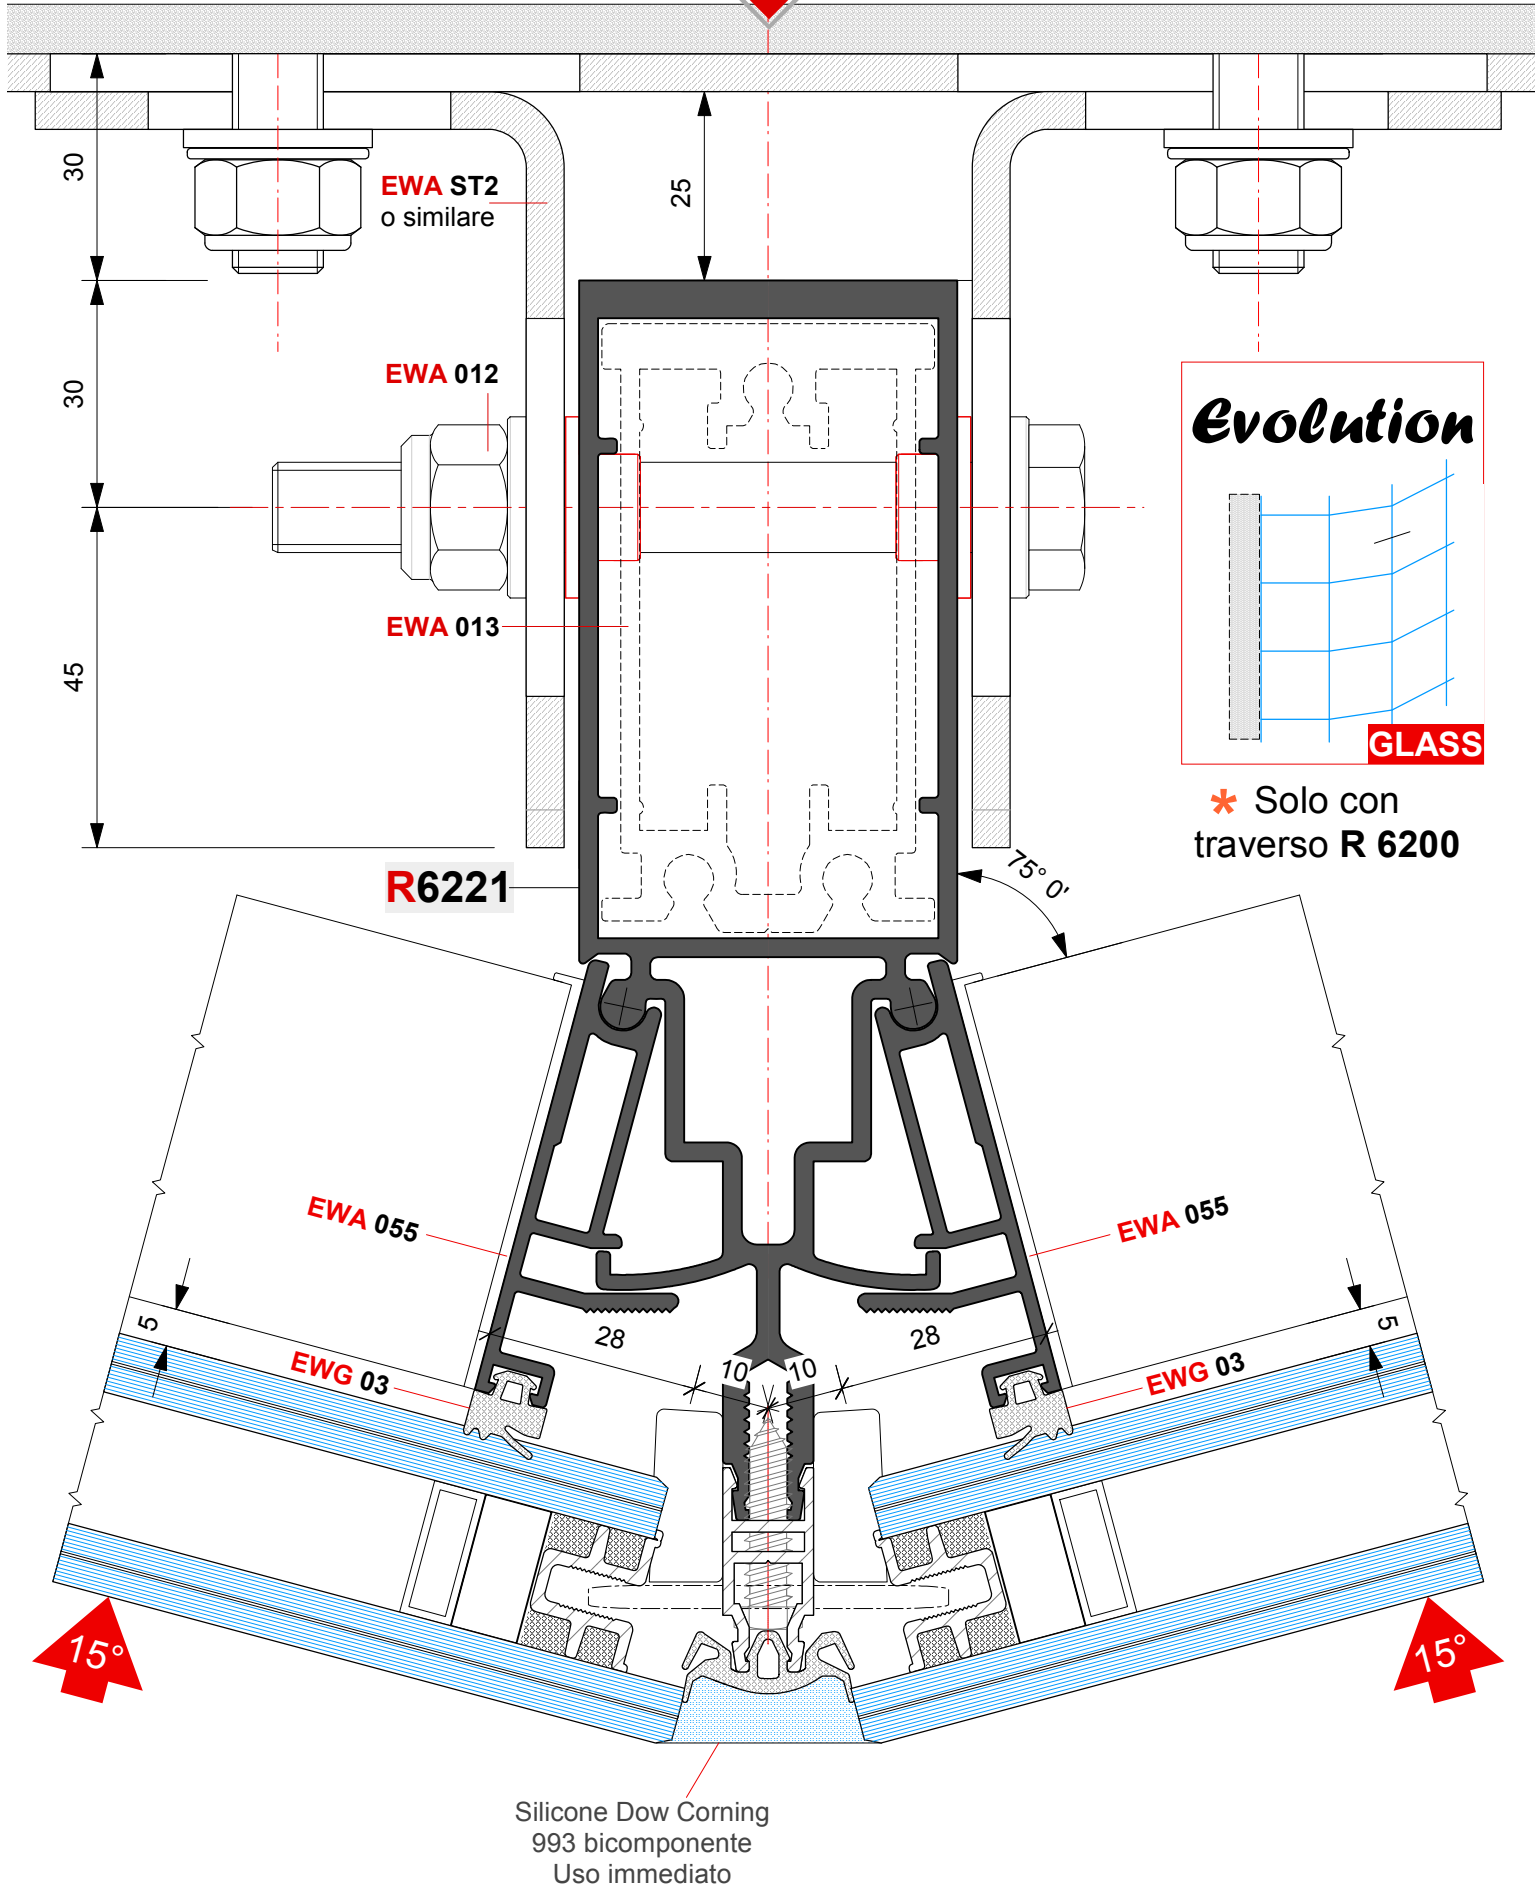 30
EWA ST2
o similare
25
30
EWA 012
Evolution
45
EWA 013
GLASS
* Solo con
traverso R 6200
75° 0'
R6221
EWA 055
EWA 055
5
28
28
5
EWG 03
10
10
EWG 03
15°
15°
Silicone Dow Corning
993 bicomponente
Uso immediato